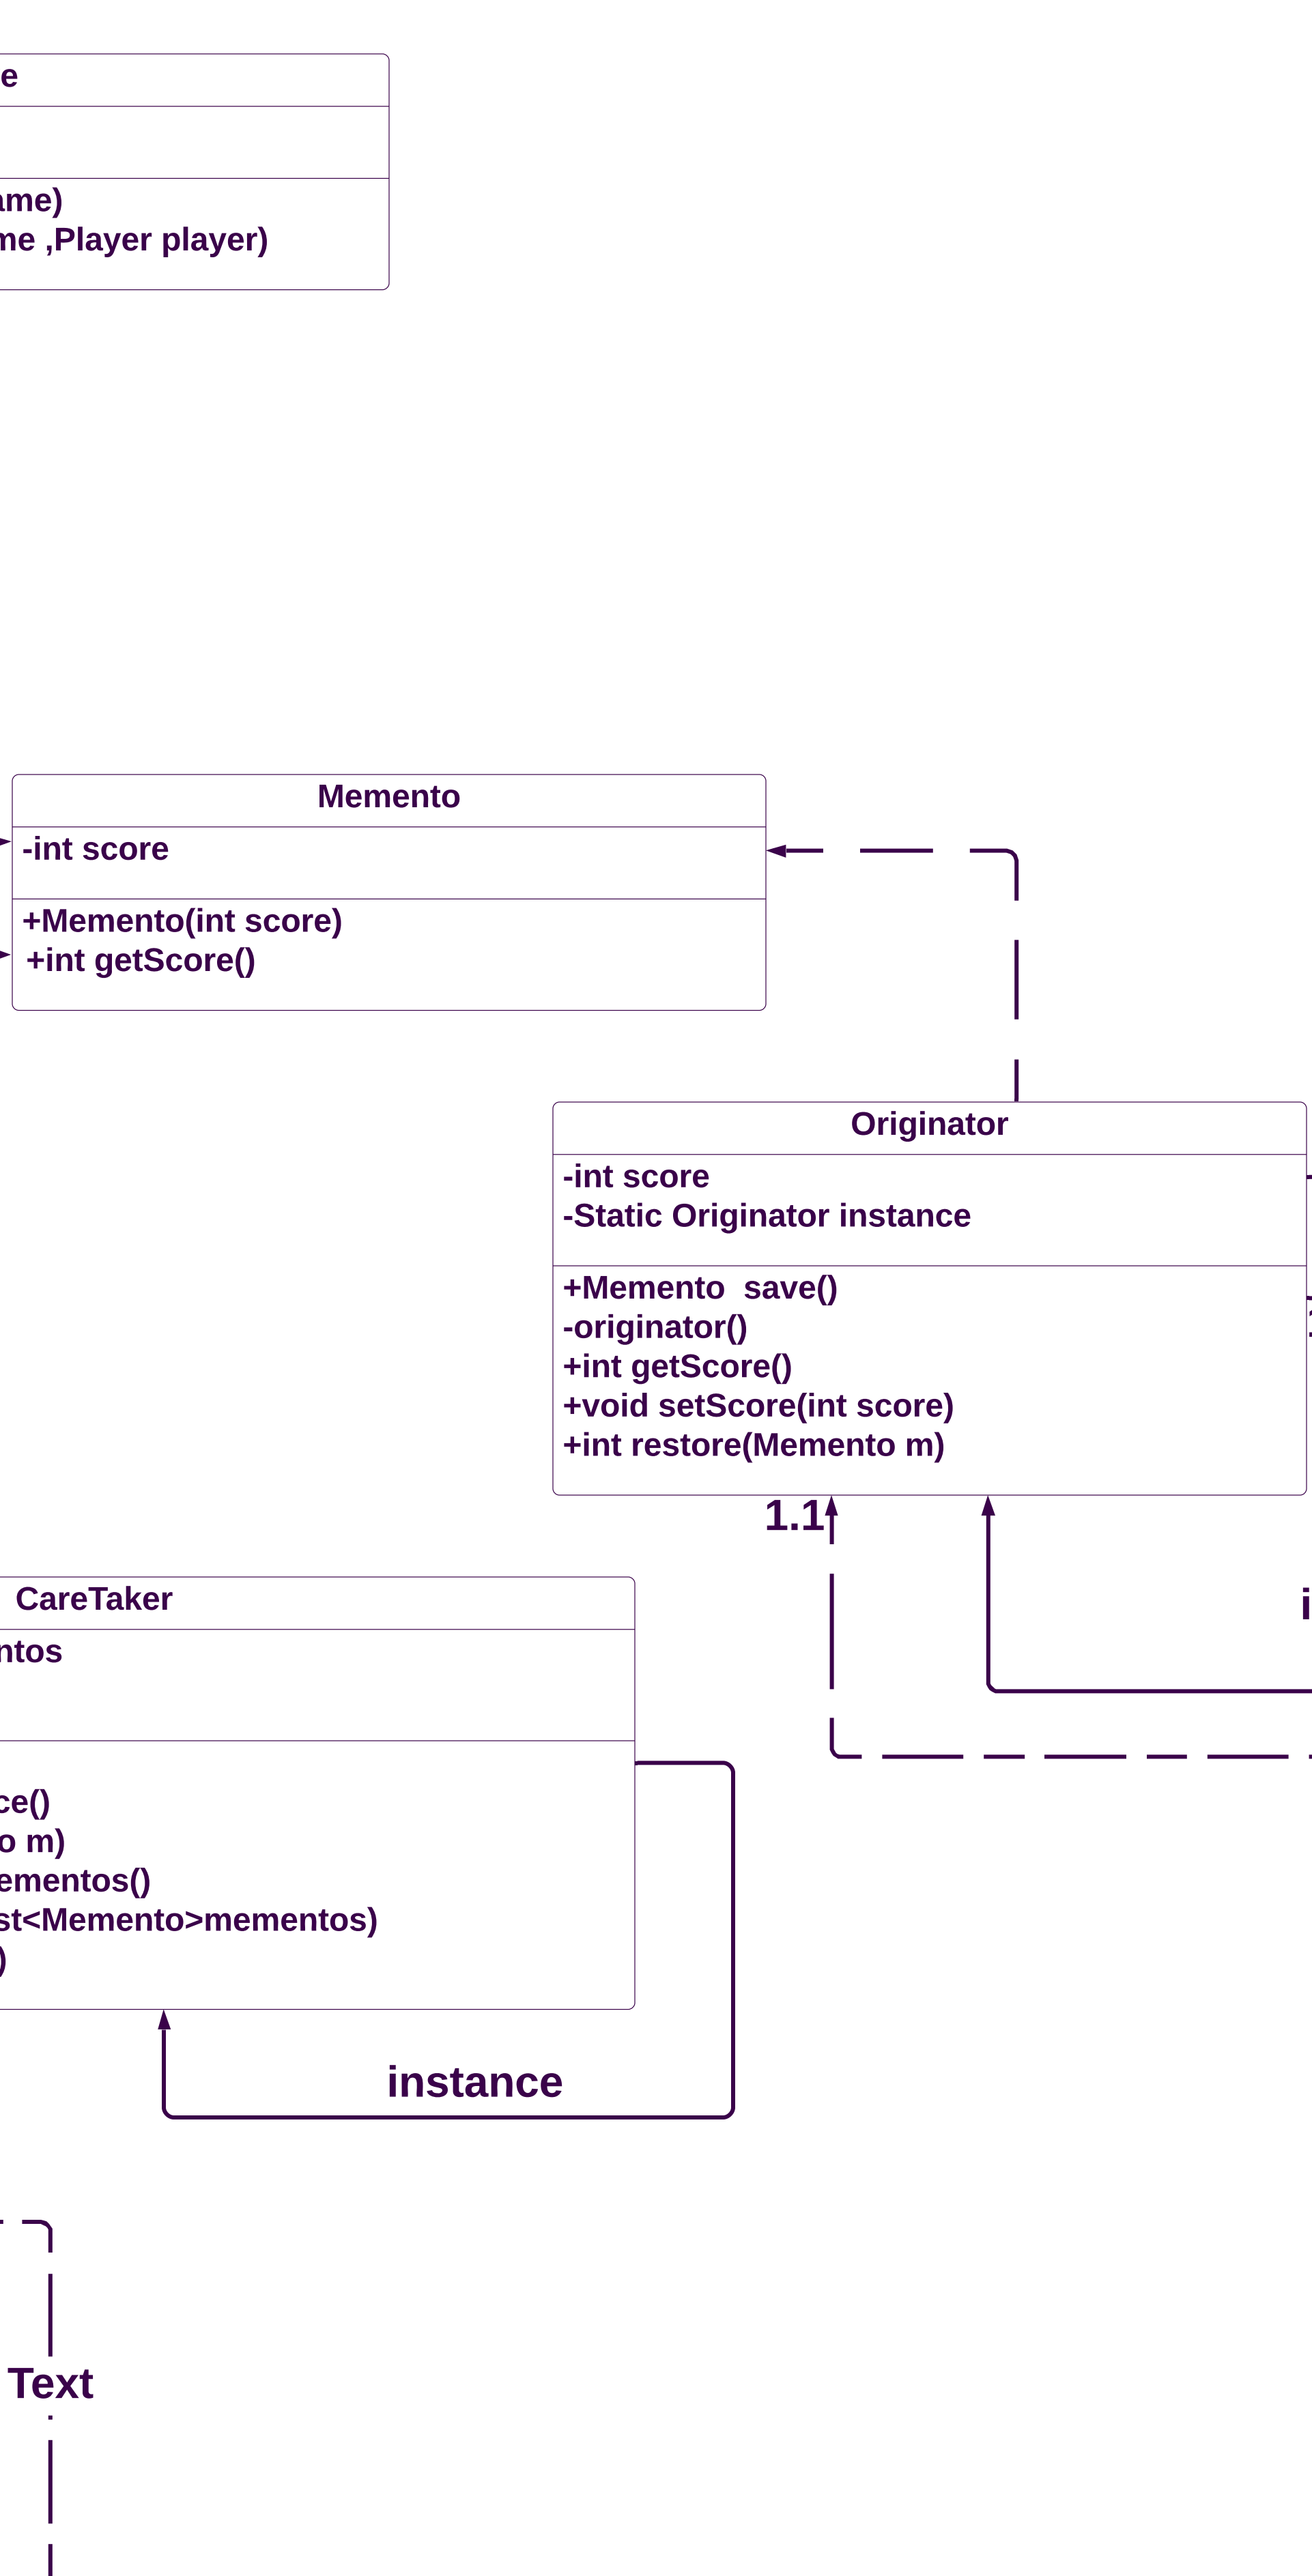 e
ame)
me ,Player player)
Memento
-int score
+Memento(int score)
+int getScore()
Originator
-int score
-Static Originator instance
+Memento  save()
-originator()
+int getScore()
+void setScore(int score)
+int restore(Memento m)
1.1
CareTaker
ntos
ce()
o m)
ementos()
st<Memento>mementos)
)
instance
Text